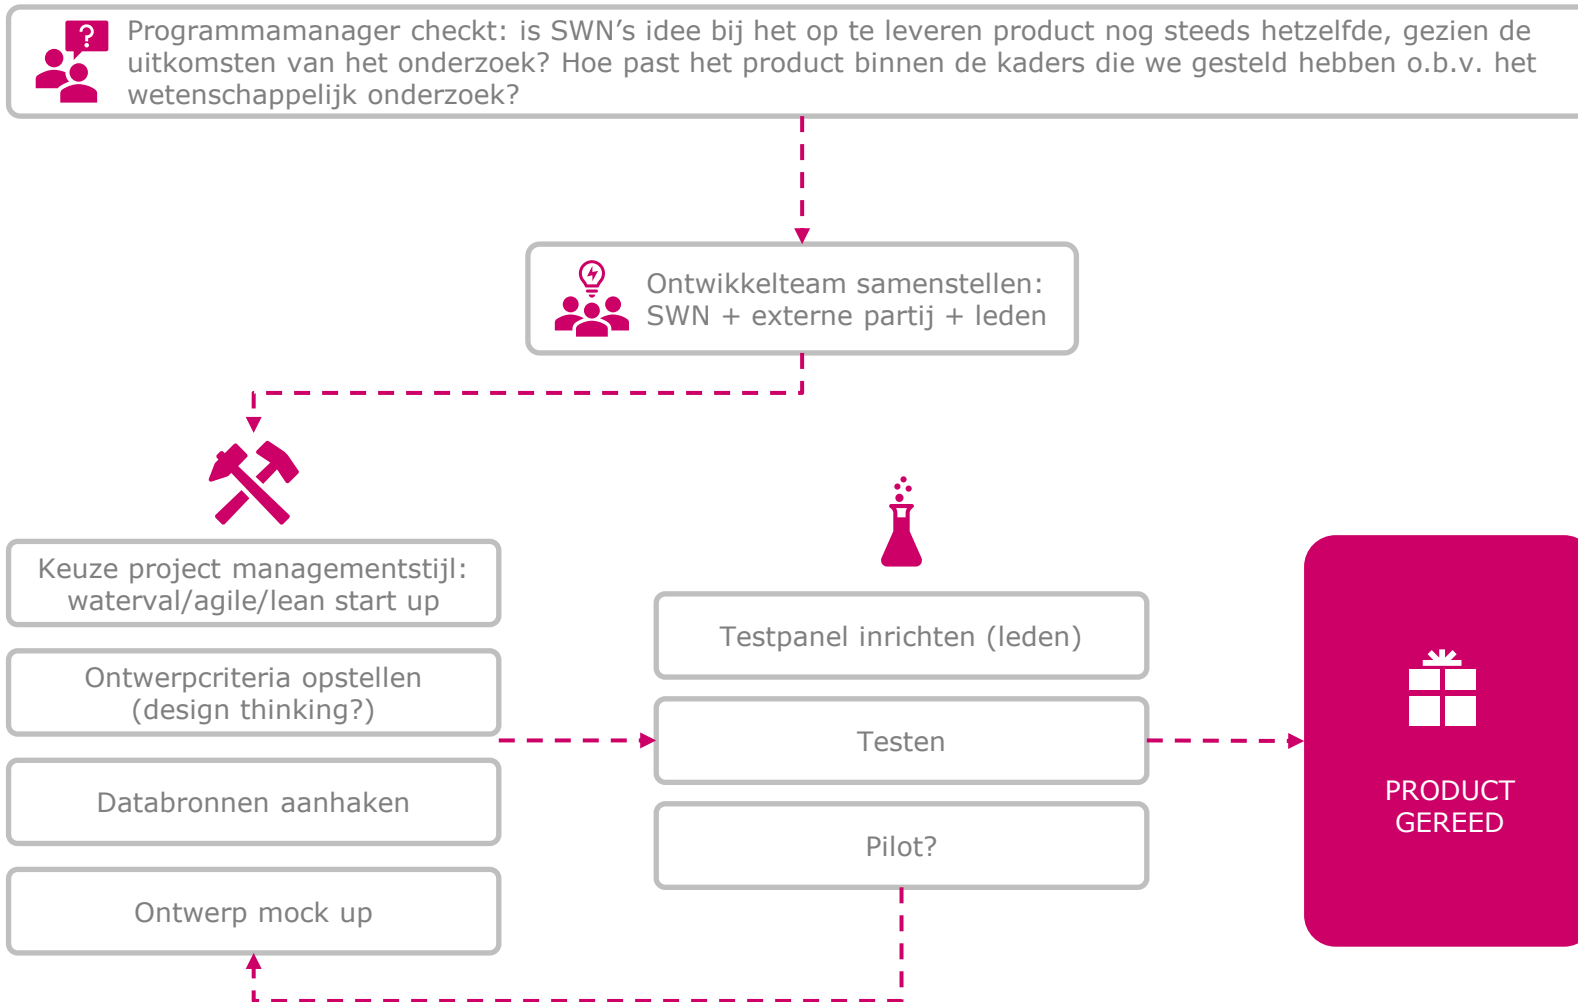 ?
Programmamanager checkt: is SWN’s idee bij het op te leveren product nog steeds hetzelfde, gezien de
uitkomsten van het onderzoek? Hoe past het product binnen de kaders die we gesteld hebben o.b.v. het
wetenschappelijk onderzoek?
Ontwikkelteam samenstellen:
SWN + externe partij + leden
Keuze project managementstijl:
waterval/agile/lean start up
Ontwerpcriteria opstellen
(design thinking?)
Databronnen aanhaken
Ontwerp mock up
Testpanel inrichten (leden)
Testen
Pilot?
PRODUCT
GEREED